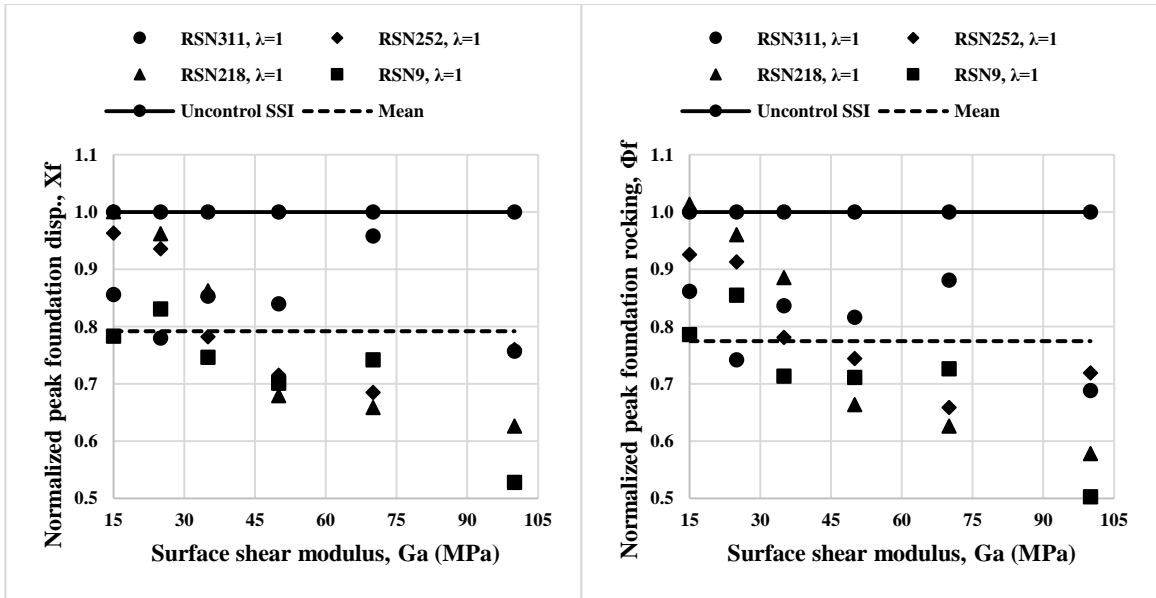 RSN311, λ=1
RSN252, λ=1
RSN218, λ=1
RSN9, λ=1
Uncontrol SSI
Mean
Normalized peak foundation disp., Xf
1.1
1.0
0.9
0.8
0.7
0.6
0.5
15 30 45 60 75 90 105
Surface shear modulus, Ga (MPa)
RSN311, λ=1
RSN252, λ=1
RSN218, λ=1
RSN9, λ=1
Uncontrol SSI
Mean
Normalized peak foundation rocking, Φf
1.1
1.0
0.9
0.8
0.7
0.6
0.5
15 30 45 60 75 90 105
Surface shear modulus, Ga (MPa)